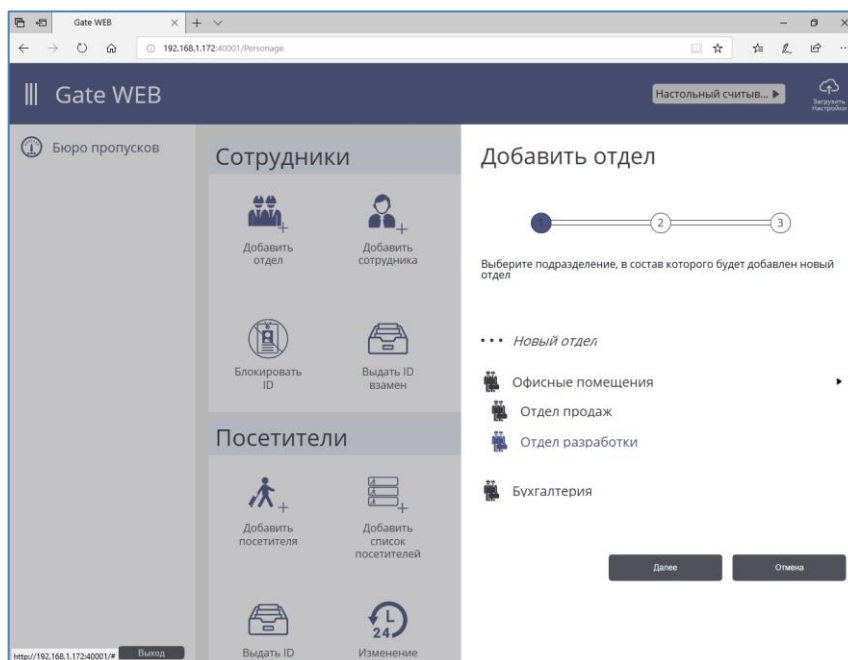 Gate WEB
192.168.1.172:40001/Personage
Gate WEB
Настольный считыв...
Загрузить
Настройки
Бюро пропусков
Сотрудники
Добавить
отдел
Добавить
сотрудника
Блокировать
ID
Выдать ID
взамен
Посетители
Добавить
посетителя
Добавить
список
посетителей
Выдать ID
24
Изменение
Добавить отдел
1
2
3
Выберите подразделение, в состав которого будет добавлен новый
отдел
Новый отдел
Офисные помещения
Отдел продаж
Отдел разработки
Бухгалтерия
Далее
Отмена
http://192.168.1.172:40001/#
Выход